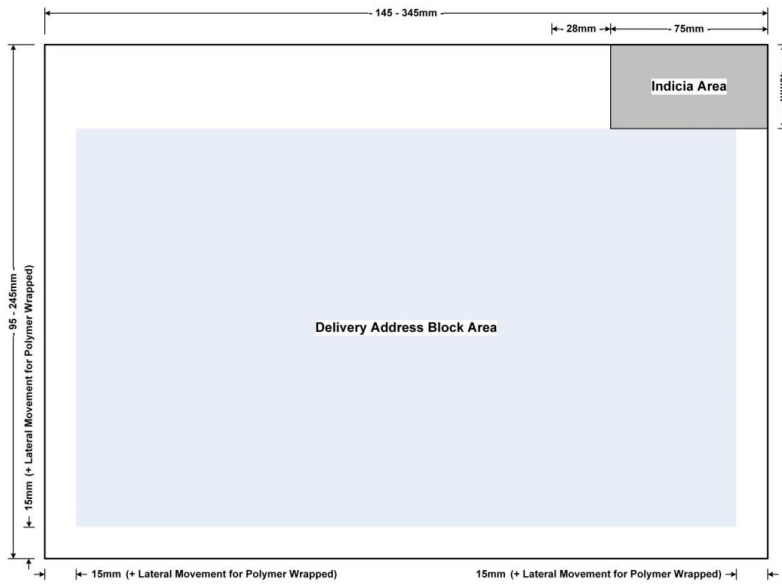 - 145 - 345mm -
- 28mm -
- 75mm -
Indicia Area
- 95 - 245mm
Delivery Address Block Area
- 15mm (+ Lateral Movement for Polymer Wrapped)
- 15mm (+ Lateral Movement for Polymer Wrapped)
15mm (+ Lateral Movement for Polymer Wrapped) -